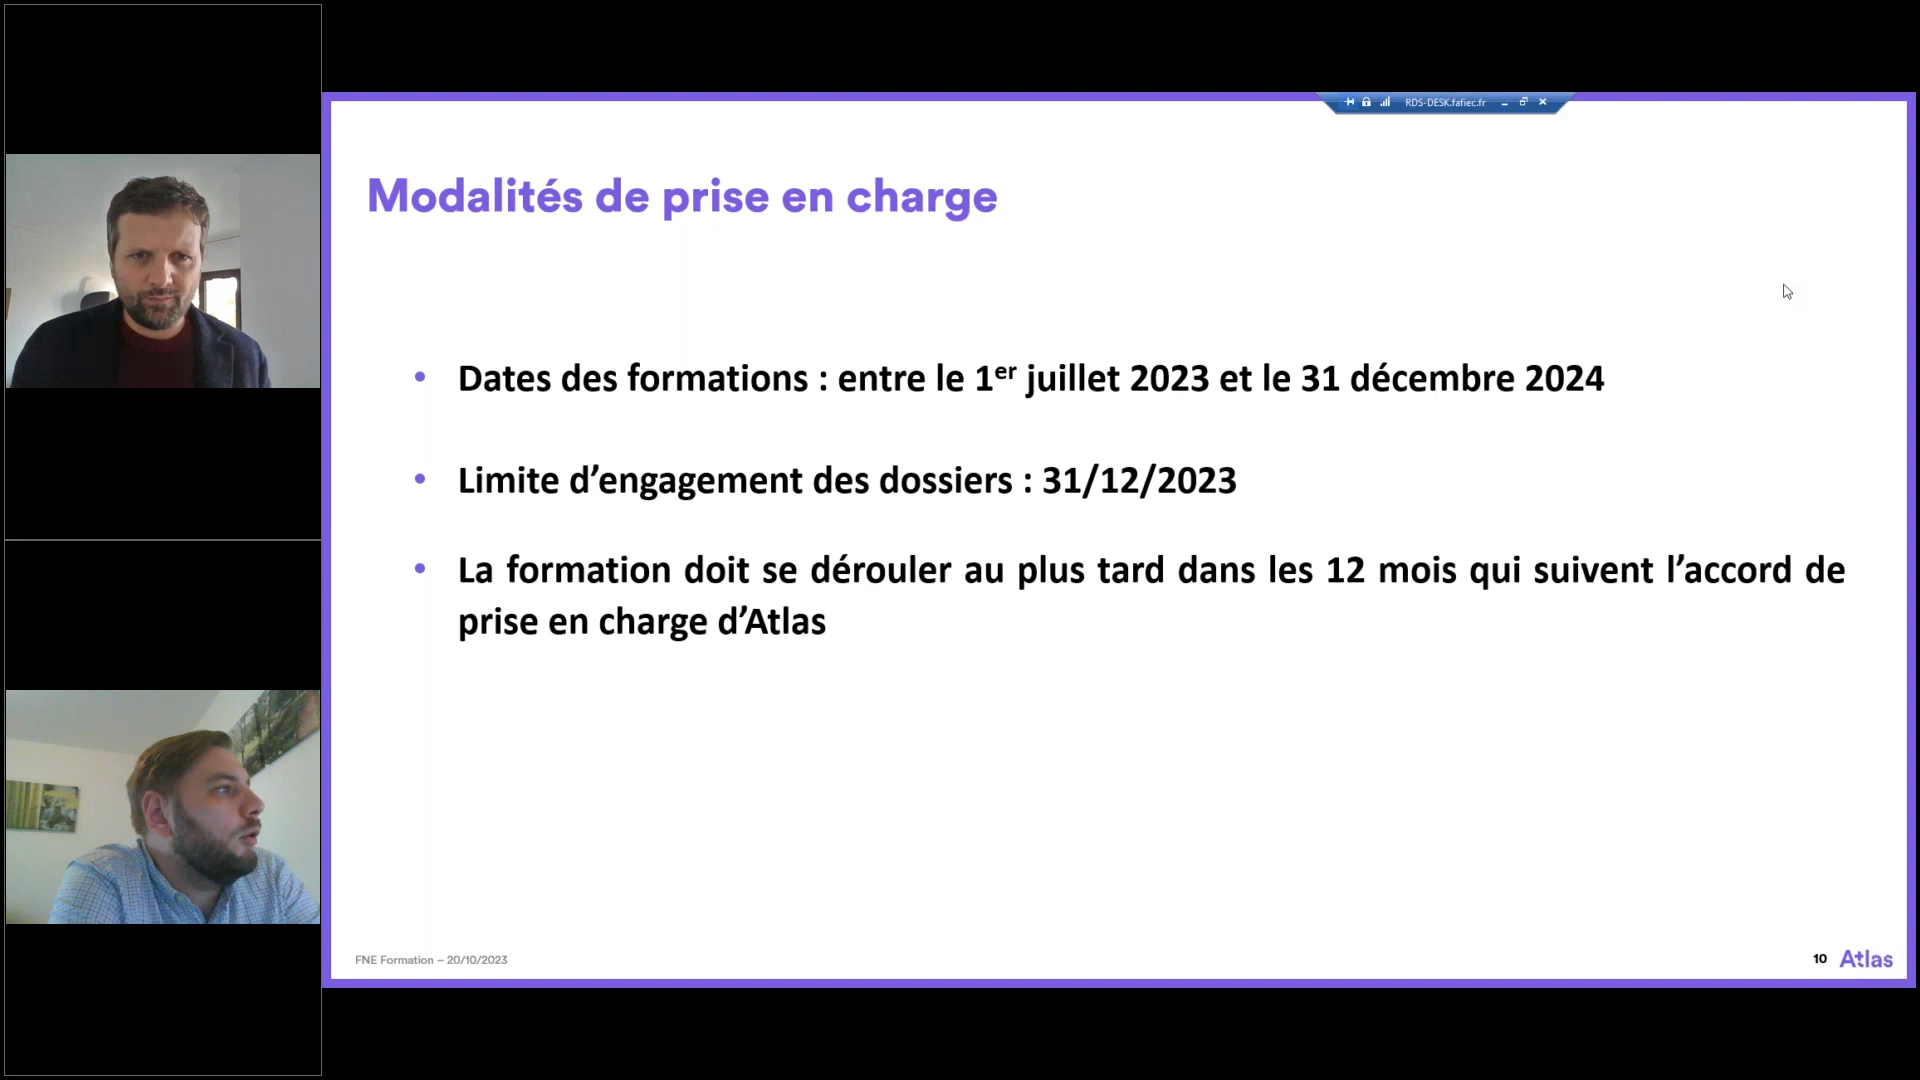 RDS-DESK.fafiec.fr
Modalités de prise en charge
• Dates des formations : entre le 1er juillet 2023 et le 31 décembre 2024
• Limite d’engagement des dossiers : 31/12/2023
• La formation doit se dérouler au plus tard dans les 12 mois qui suivent l’accord de
prise en charge d’Atlas
FNE Formation – 20/10/2023
10 Atlas